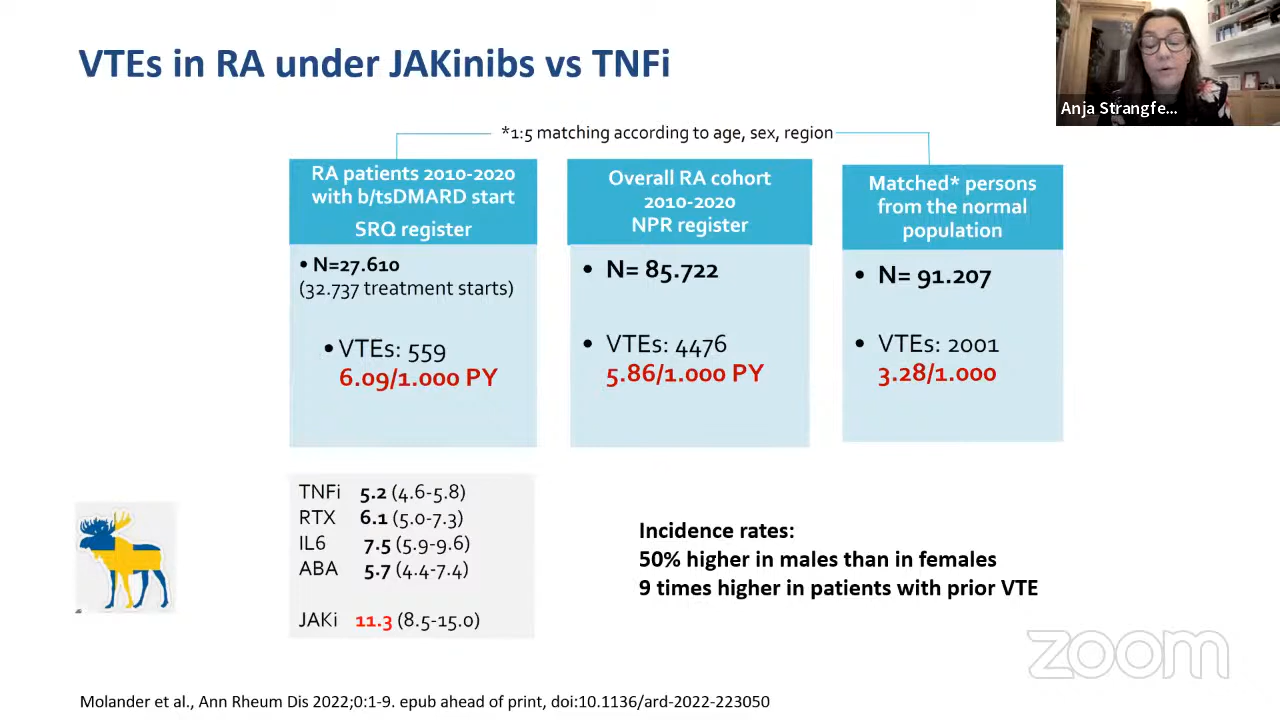 VTEs in RA under JAKinibs vs TNFi
Anja Strangfe...
*1:5 matching according to age, sex, region
RA patients 2010-2020
with b/tsDMARD start
SRQ register
• N=27.610
(32.737 treatment starts)
• VTEs: 559
6.09/1.000 PY
Overall RA cohort
2010-2020
NPR register
• N= 85.722
• VTEs: 4476
5.86/1.000 PY
Matched* persons
from the normal
population
• N= 91.207
• VTEs: 2001
3.28/1.000
TNFi 5.2 (4.6-5.8)
RTX 6.1 (5.0-7.3)
IL6 7.5 (5.9-9.6)
ABA 5.7 (4.4-7.4)
JAKi 11.3 (8.5-15.0)
Incidence rates:
50% higher in males than in females
9 times higher in patients with prior VTE
zoom
Molander et al., Ann Rheum Dis 2022;0:1-9. epub ahead of print, doi:10.1136/ard-2022-223050